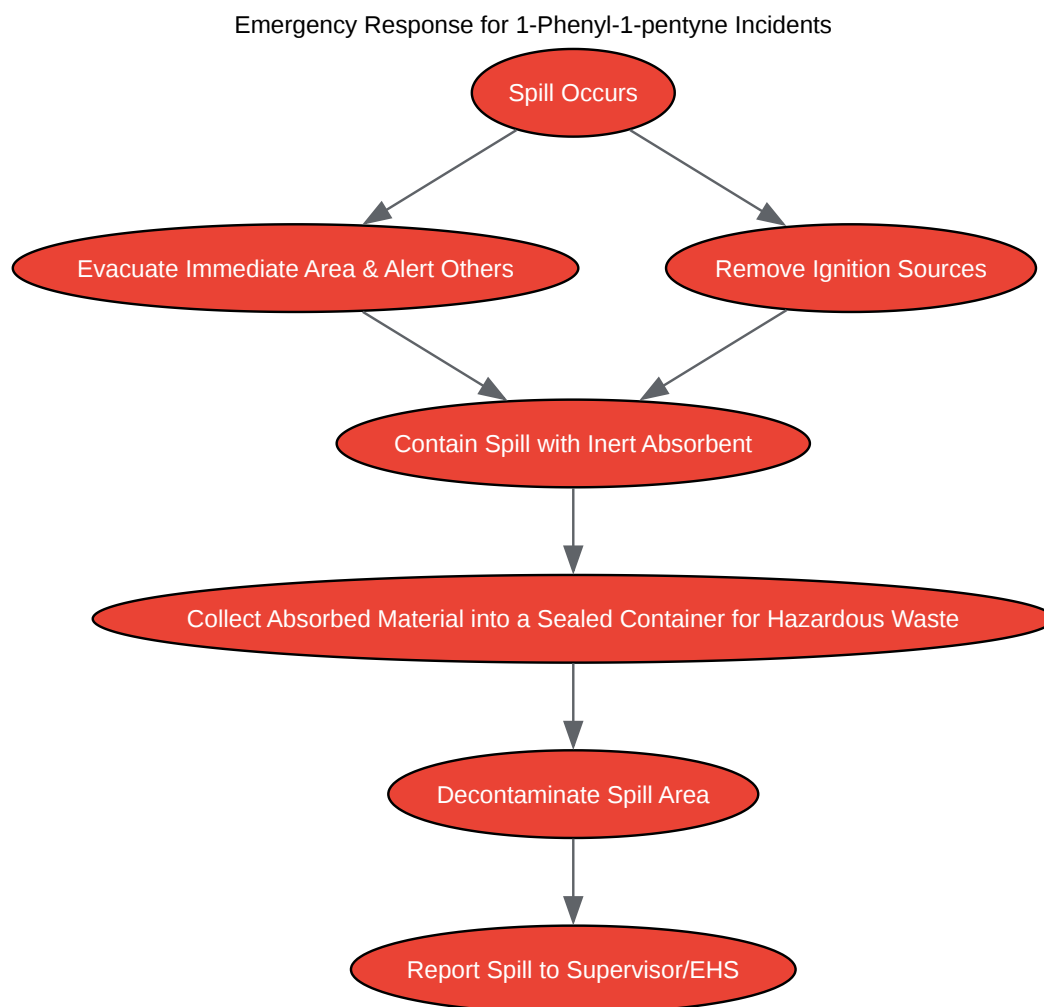 Emergency Response for 1-Phenyl-1-pentyne Incidents
Spill Occurs
Evacuate Immediate Area & Alert Others
Remove Ignition Sources
Contain Spill with Inert Absorbent
Collect Absorbed Material into a Sealed Container for Hazardous Waste
Decontaminate Spill Area
Report Spill to Supervisor/EHS